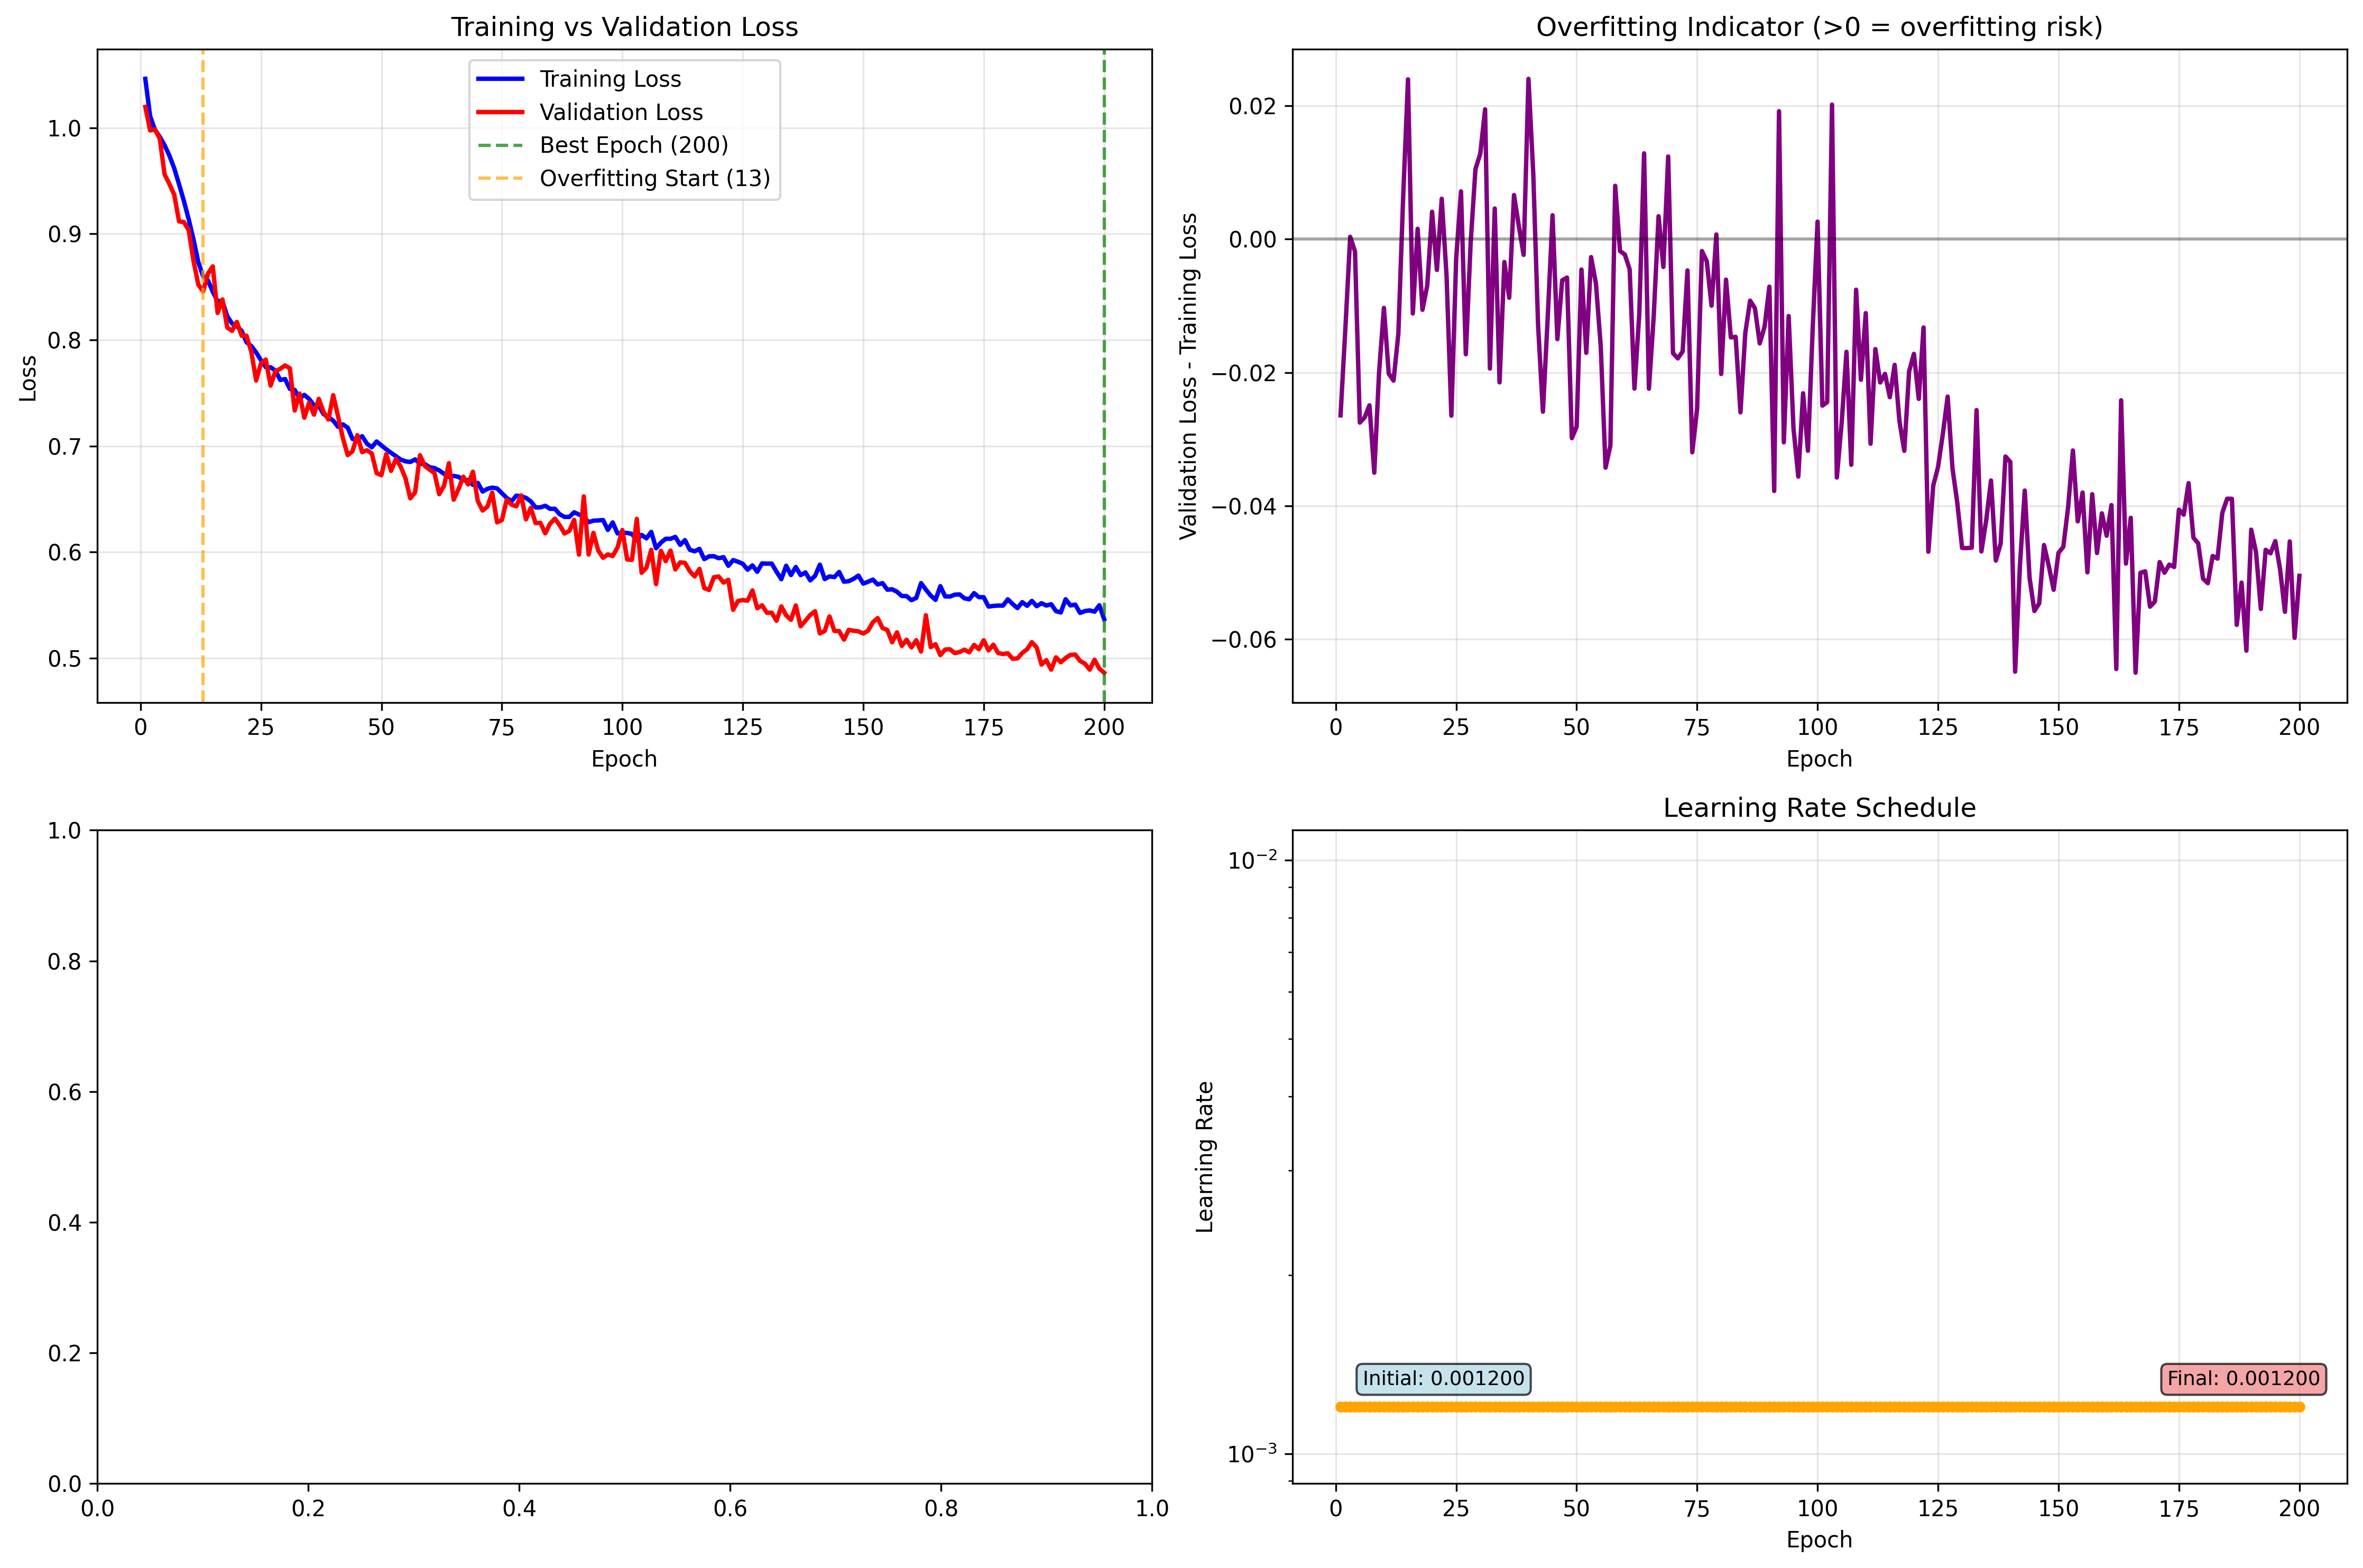 Training vs Validation Loss
Training Loss
Validation Loss
Best Epoch (200)
Overfitting Start (13)
1.0
0.9
0.8
0.7
0.6
0.5
Loss
0 25 50 75 100 125 150 175 200
Epoch
Overfitting Indicator (>0 = overfitting risk)
0.02
0.00
−0.02
−0.04
−0.06
Validation Loss - Training Loss
0 25 50 75 100 125 150 175 200
Epoch
1.0
0.8
0.6
0.4
0.2
0.0
0.0 0.2 0.4 0.6 0.8 1.0
Learning Rate Schedule
10⁻²
10⁻³
Learning Rate
Initial: 0.001200
Final: 0.001200
0 25 50 75 100 125 150 175 200
Epoch